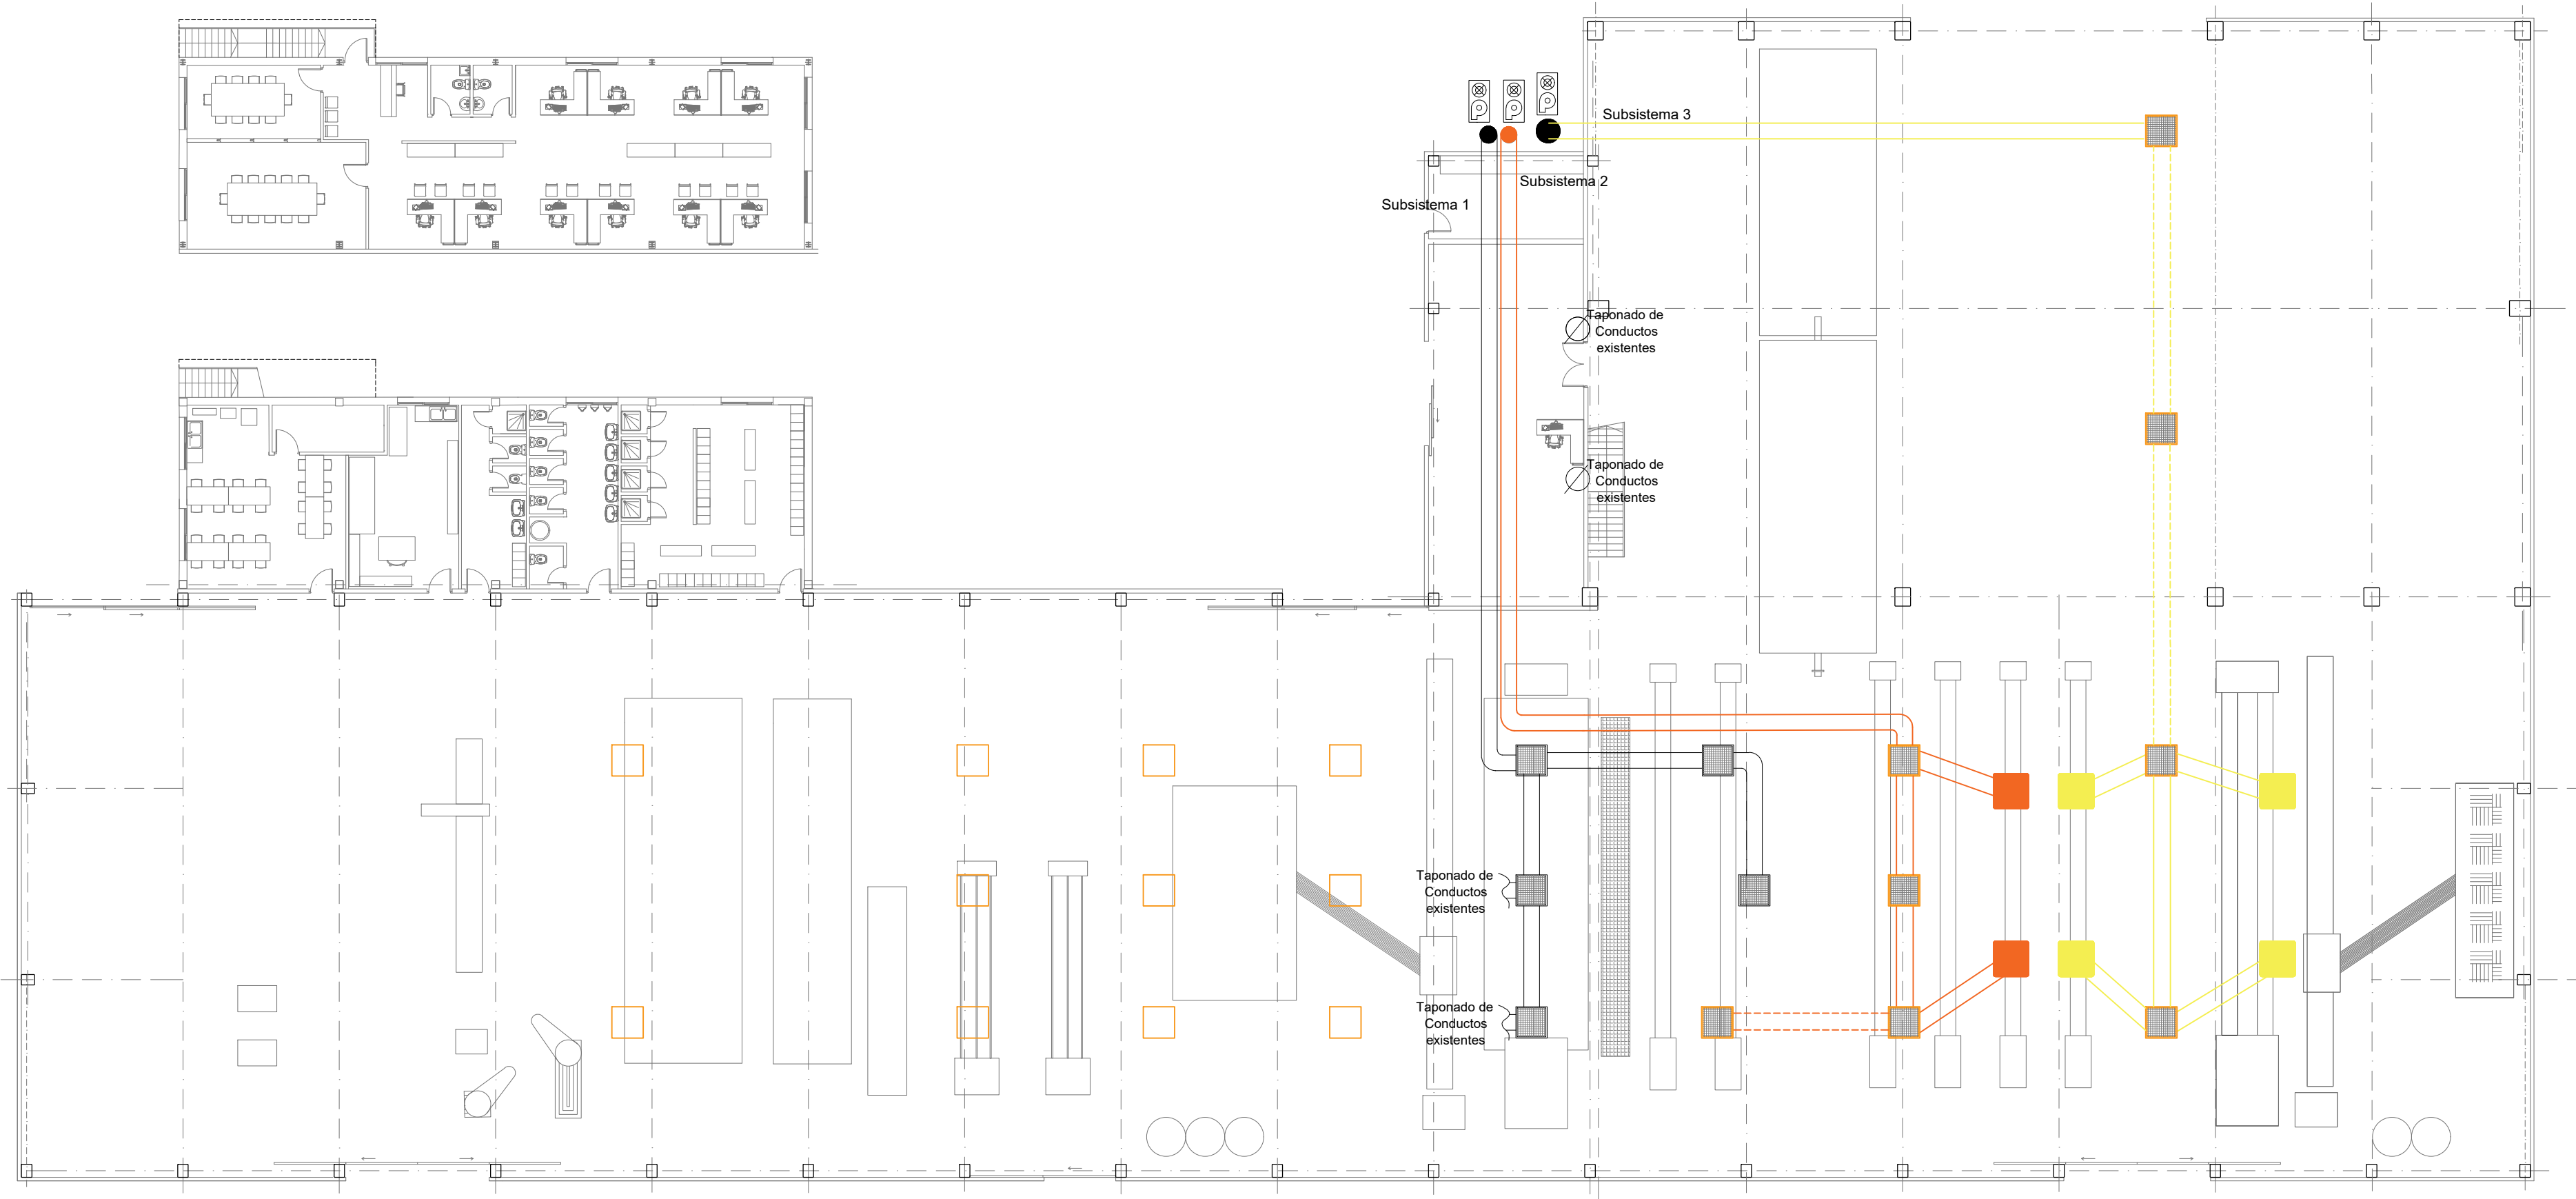 Subsistema 3
Subsistema 2
Subsistema 1
Taponado de
Conductos
existentes
Taponado de
Conductos
existentes
Taponado de
Conductos
existentes
Taponado de
Conductos
existentes